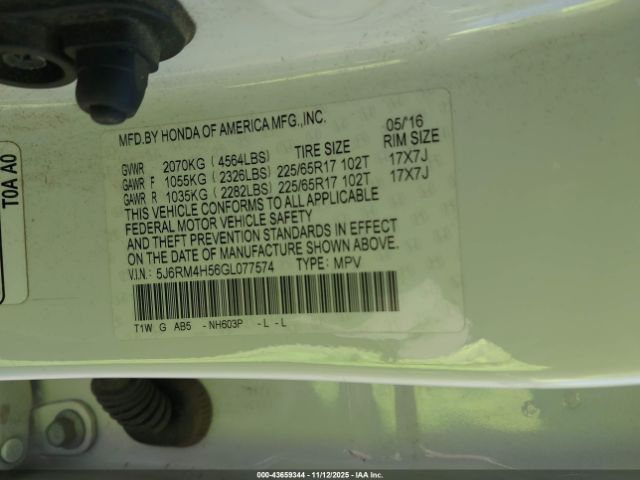 MFD.BY HONDA OF AMERICA MFG.,INC. 05/16
GVWR 2070KG (4564LBS) TIRE SIZE RIM SIZE
GAWR F 1055KG (2326LBS) 225/65R17 102T 17X7J
GAWR R 1035KG (2282LBS) 225/65R17 102T 17X7J
THIS VEHICLE CONFORMS TO ALL APPLICABLE
FEDERAL MOTOR VEHICLE SAFETY
AND THEFT PREVENTION STANDARDS IN EFFECT
ON THE DATE OF MANUFACTURE SHOWN ABOVE.
V.I.N.: 5J6RM4H56GL077574 TYPE: MPV
T1W G AB5 -NH603P -L -L
T0A A0
© 00-43659344 - 11/12/2025 - IAA Inc.